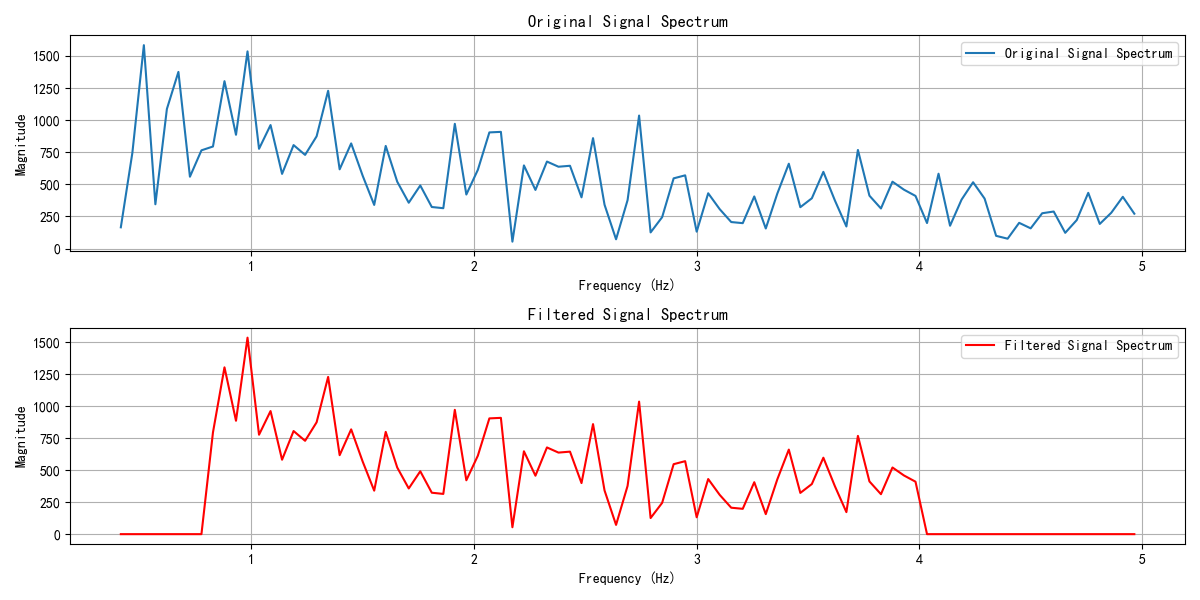 Original Signal Spectrum
Original Signal Spectrum
Magnitude
1500
1250
1000
750
500
250
0
1 2 3 4 5
Frequency (Hz)
Filtered Signal Spectrum
Filtered Signal Spectrum
Magnitude
1500
1250
1000
750
500
250
0
1 2 3 4 5
Frequency (Hz)